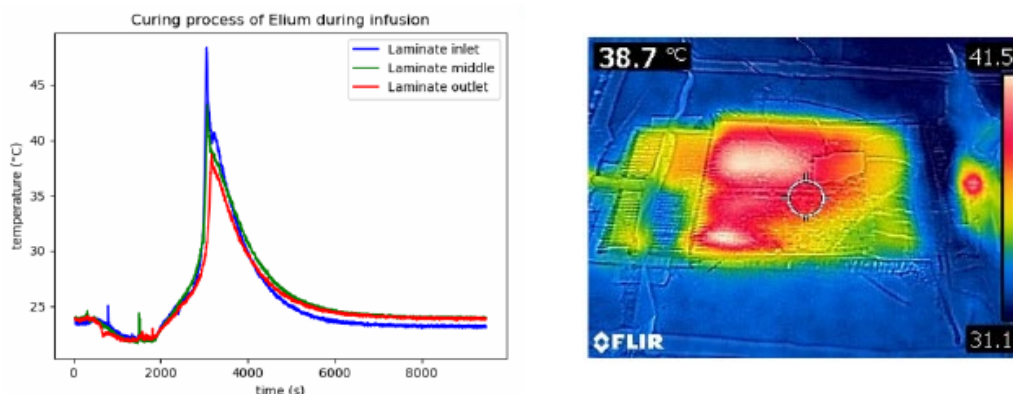 Curing process of Elium during infusion
Laminate inlet
Laminate middle
Laminate outlet
temperature (°C)
45
40
35
30
25
0
2000
4000
6000
8000
time (s)
38.7 °C
41.5
31.1
FLIR